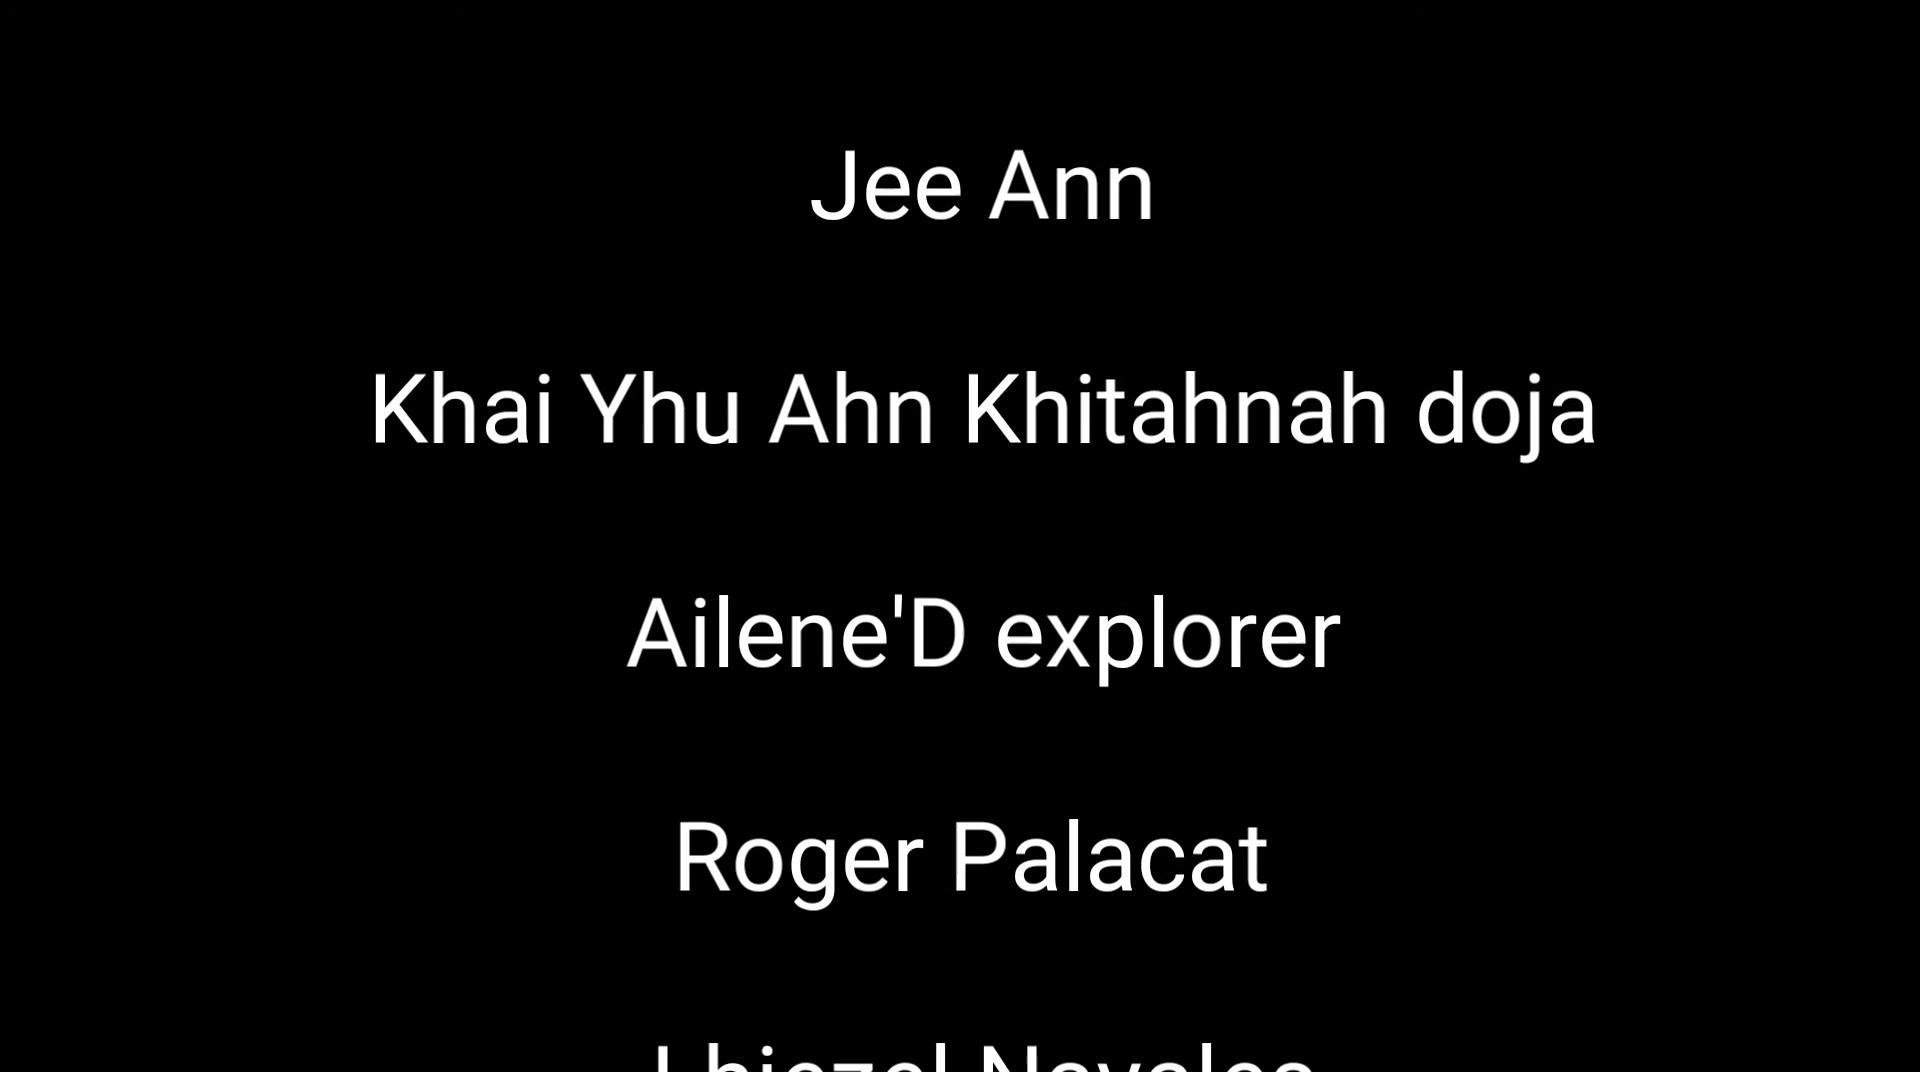 Jee Ann
Khai Yhu Ahn Khitahnah doja
Ailene'D explorer
Roger Palacat